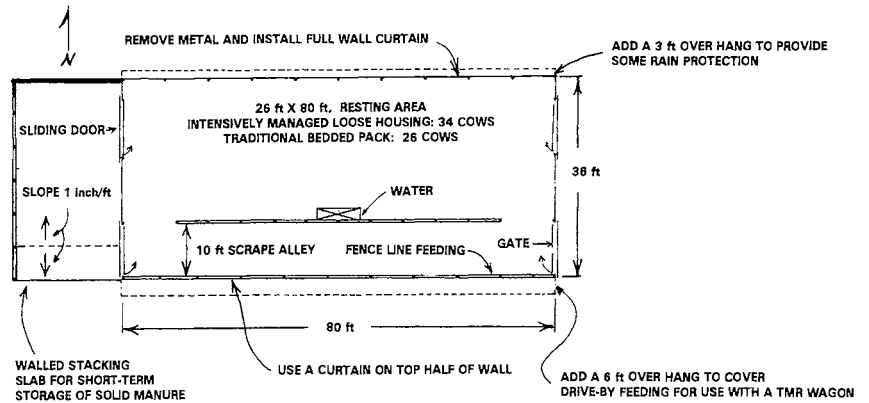 N
REMOVE METAL AND INSTALL FULL WALL CURTAIN
ADD A 3 ft OVER HANG TO PROVIDE
SOME RAIN PROTECTION
26 ft X 80 ft, RESTING AREA
INTENSIVELY MANAGED LOOSE HOUSING: 34 COWS
TRADITIONAL BEDDED PACK: 26 COWS
SLIDING DOOR
36 ft
SLOPE 1 inch/ft
WATER
10 ft SCRAPE ALLEY
FENCE LINE FEEDING
GATE
80 ft
WALLED STACKING
SLAB FOR SHORT-TERM
STORAGE OF SOLID MANURE
USE A CURTAIN ON TOP HALF OF WALL
ADD A 6 ft OVER HANG TO COVER
DRIVE-BY FEEDING FOR USE WITH A TMR WAGON